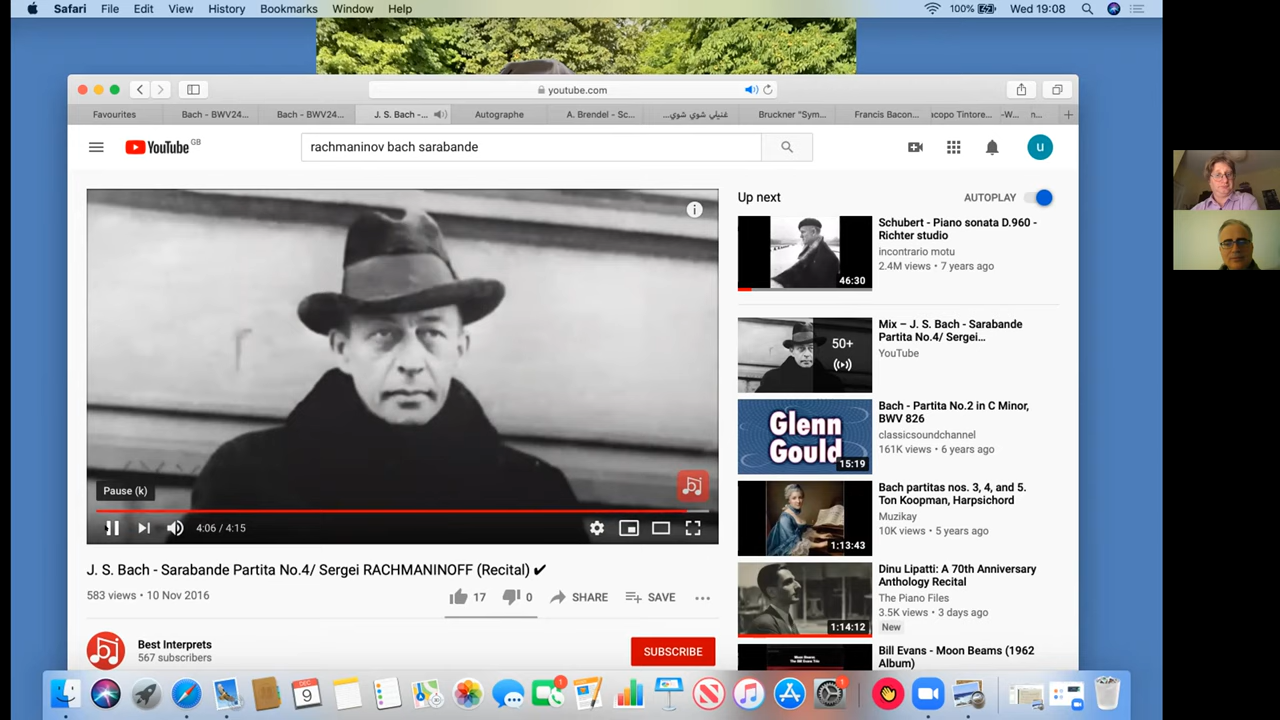 Safari File Edit View History Bookmarks Window Help 100% Wed 19:08
youtube.com
Favourites Bach - BWV24... Bach - BWV24... J. S. Bach -... Autographe A. Brendel - Sc... غنيلي شوي شوي... Bruckner "Sym... Francis Bacon... acopo Tintore... -W...
YouTube GB
rachmaninov bach sarabande
u
Up next
AUTOPLAY
Schubert - Piano sonata D.960 -
Richter studio
incontrario motu
2.4M views • 7 years ago
46:30
Mix – J. S. Bach - Sarabande
Partita No.4/ Sergei...
YouTube
50+
Bach - Partita No.2 in C Minor,
BWV 826
classicsoundchannel
161K views • 6 years ago
Glenn
Gould
15:19
Bach partitas nos. 3, 4, and 5.
Ton Koopman, Harpsichord
Muzikay
10K views • 5 years ago
1:13:43
Dinu Lipatti: A 70th Anniversary
Anthology Recital
The Piano Files
3.5K views • 3 days ago
New
1:14:12
Bill Evans - Moon Beams (1962
Album)
Pause (k)
4:06 / 4:15
J. S. Bach - Sarabande Partita No.4/ Sergei RACHMANINOFF (Recital) ✔
583 views • 10 Nov 2016
17 0 SHARE SAVE
Best Interprets
567 subscribers
SUBSCRIBE
DEC
9
1
1